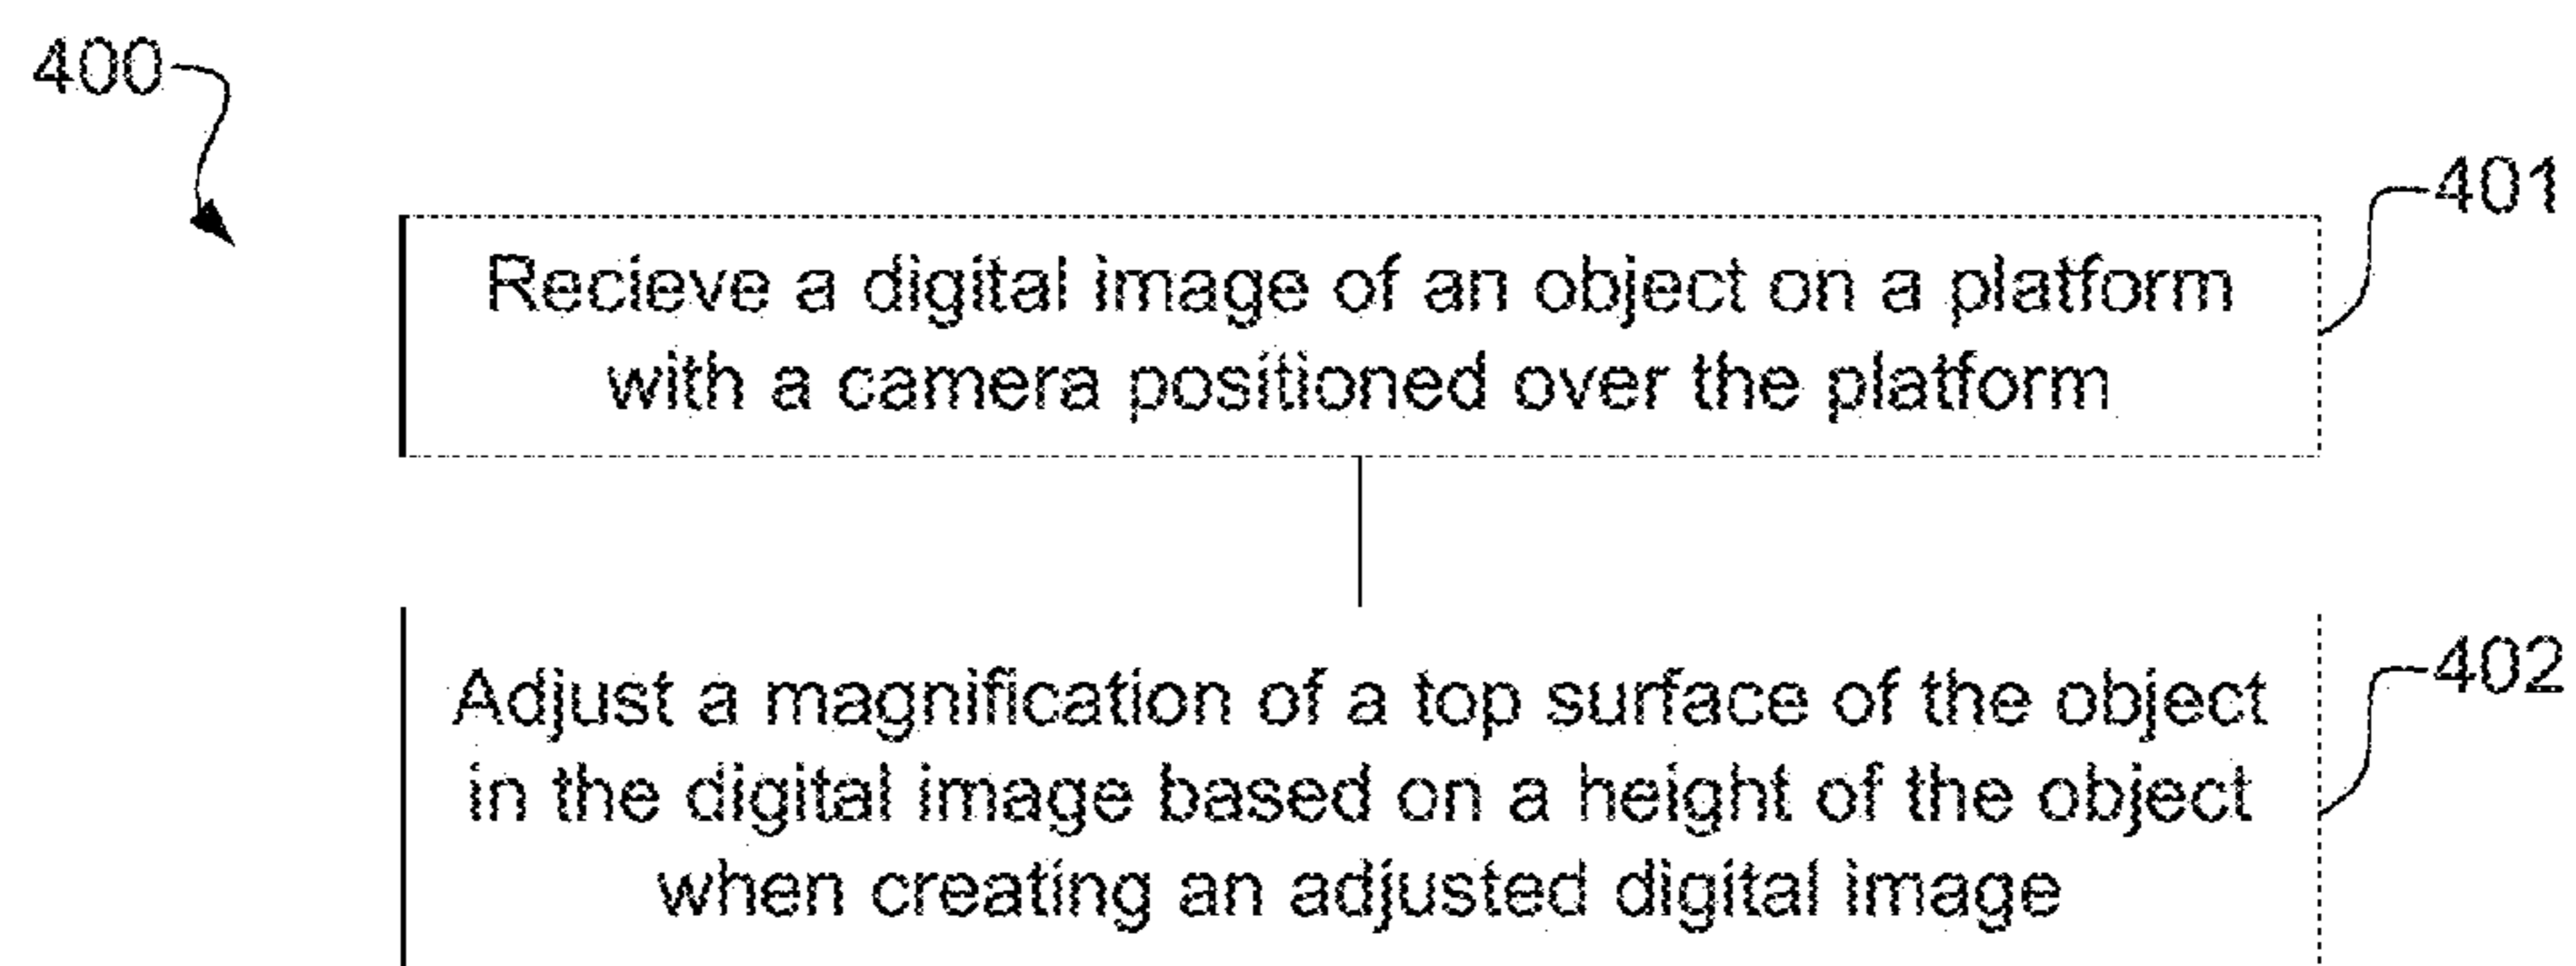 400
401
Recieve a digital image of an object on a platform
with a camera positioned over the platform
402
Adjust a magnification of a top surface of the object
in the digital image based on a height of the object
when creating an adjusted digital image